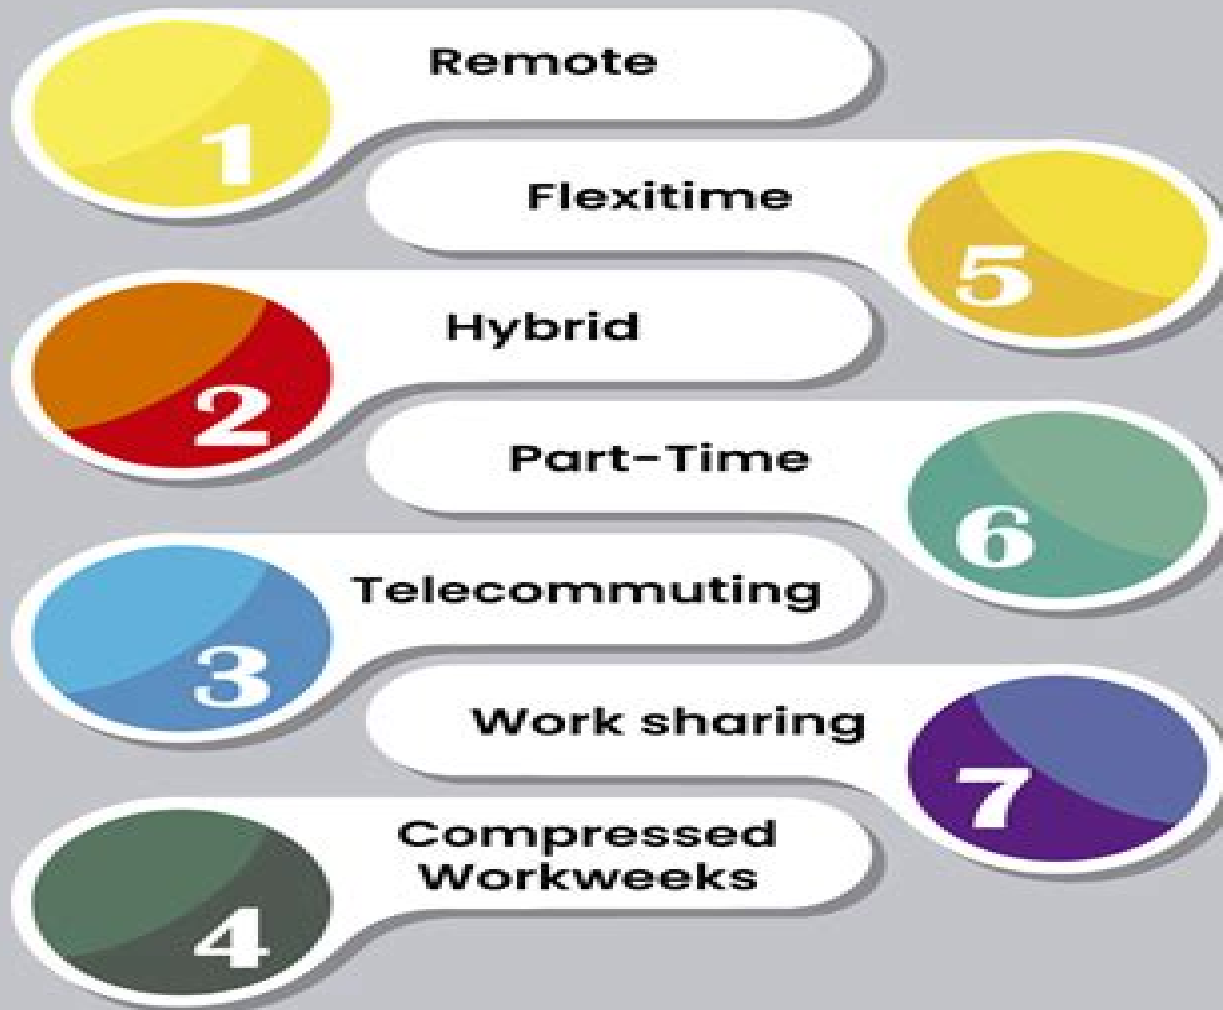 Remote
1
Flexitime
5
Hybrid
2
Part-Time
6
Telecommuting
3
Work sharing
7
Compressed
Workweeks
4